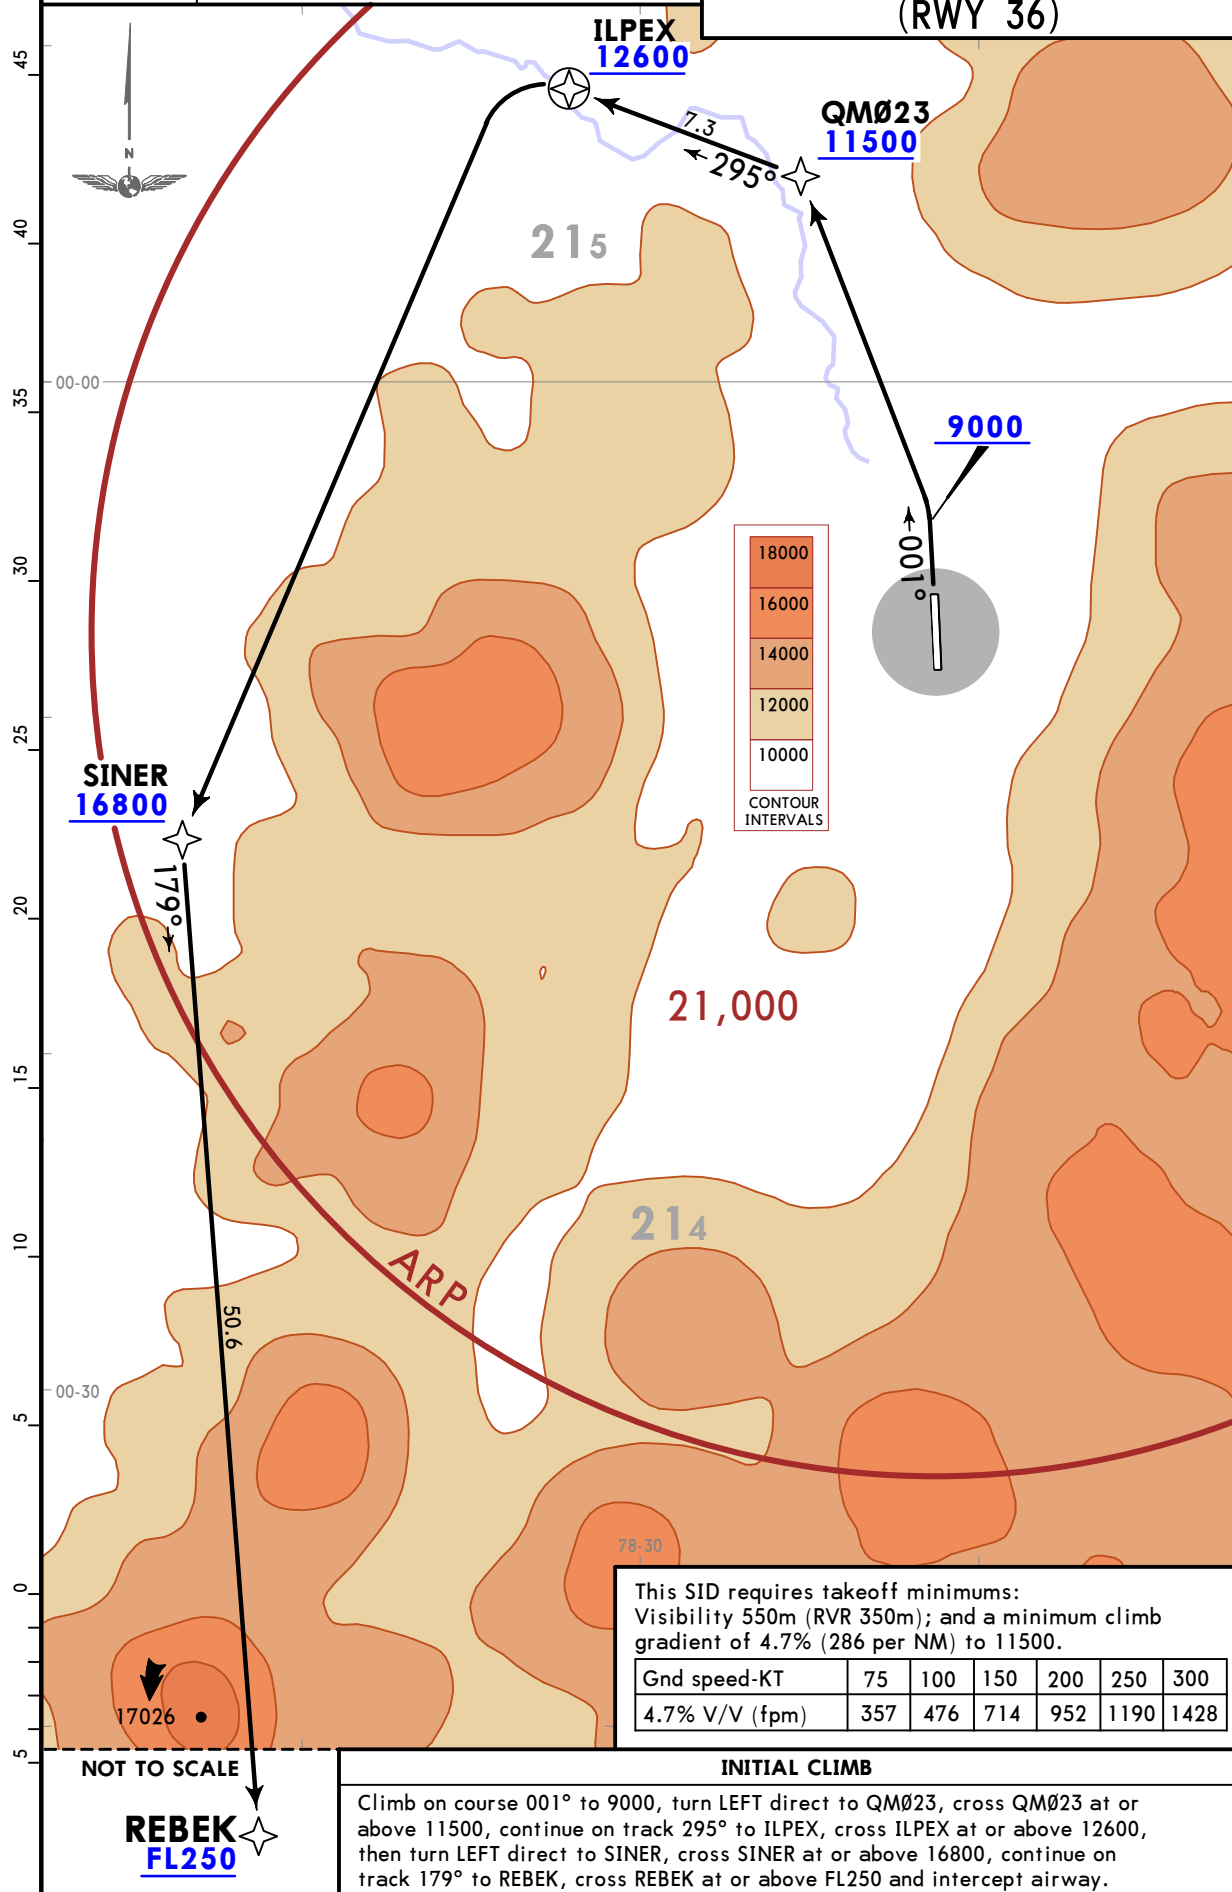 (RWY 36)
ILPEX
12600
QMØ23
11500
7.3
295°
N
45
40
35
30
25
20
15
10
5
0
5
215
00-00
9000
001°
18000
16000
14000
12000
10000
CONTOUR
INTERVALS
SINER
16800
179°
21,000
214
ARP
50.6
00-30
78-30
17026
This SID requires takeoff minimums:
Visibility 550m (RVR 350m); and a minimum climb
gradient of 4.7% (286 per NM) to 11500.
Gnd speed-KT 75 100 150 200 250 300
4.7% V/V (fpm) 357 476 714 952 1190 1428
NOT TO SCALE
REBEK
FL250
INITIAL CLIMB
Climb on course 001° to 9000, turn LEFT direct to QMØ23, cross QMØ23 at or
above 11500, continue on track 295° to ILPEX, cross ILPEX at or above 12600,
then turn LEFT direct to SINER, cross SINER at or above 16800, continue on
track 179° to REBEK, cross REBEK at or above FL250 and intercept airway.